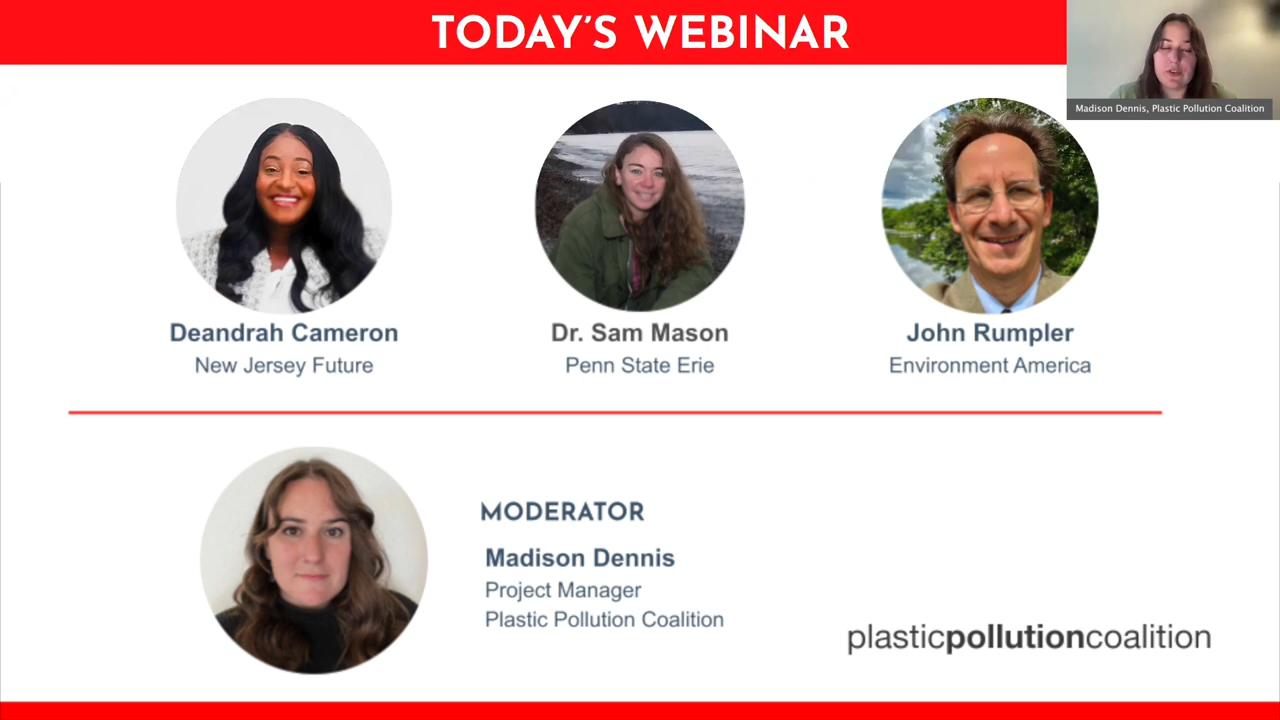 TODAY'S WEBINAR
Madison Dennis, Plastic Pollution Coalition
Deandrah Cameron
New Jersey Future
Dr. Sam Mason
Penn State Erie
John Rumpler
Environment America
MODERATOR
Madison Dennis
Project Manager
Plastic Pollution Coalition
plasticpollutioncoalition